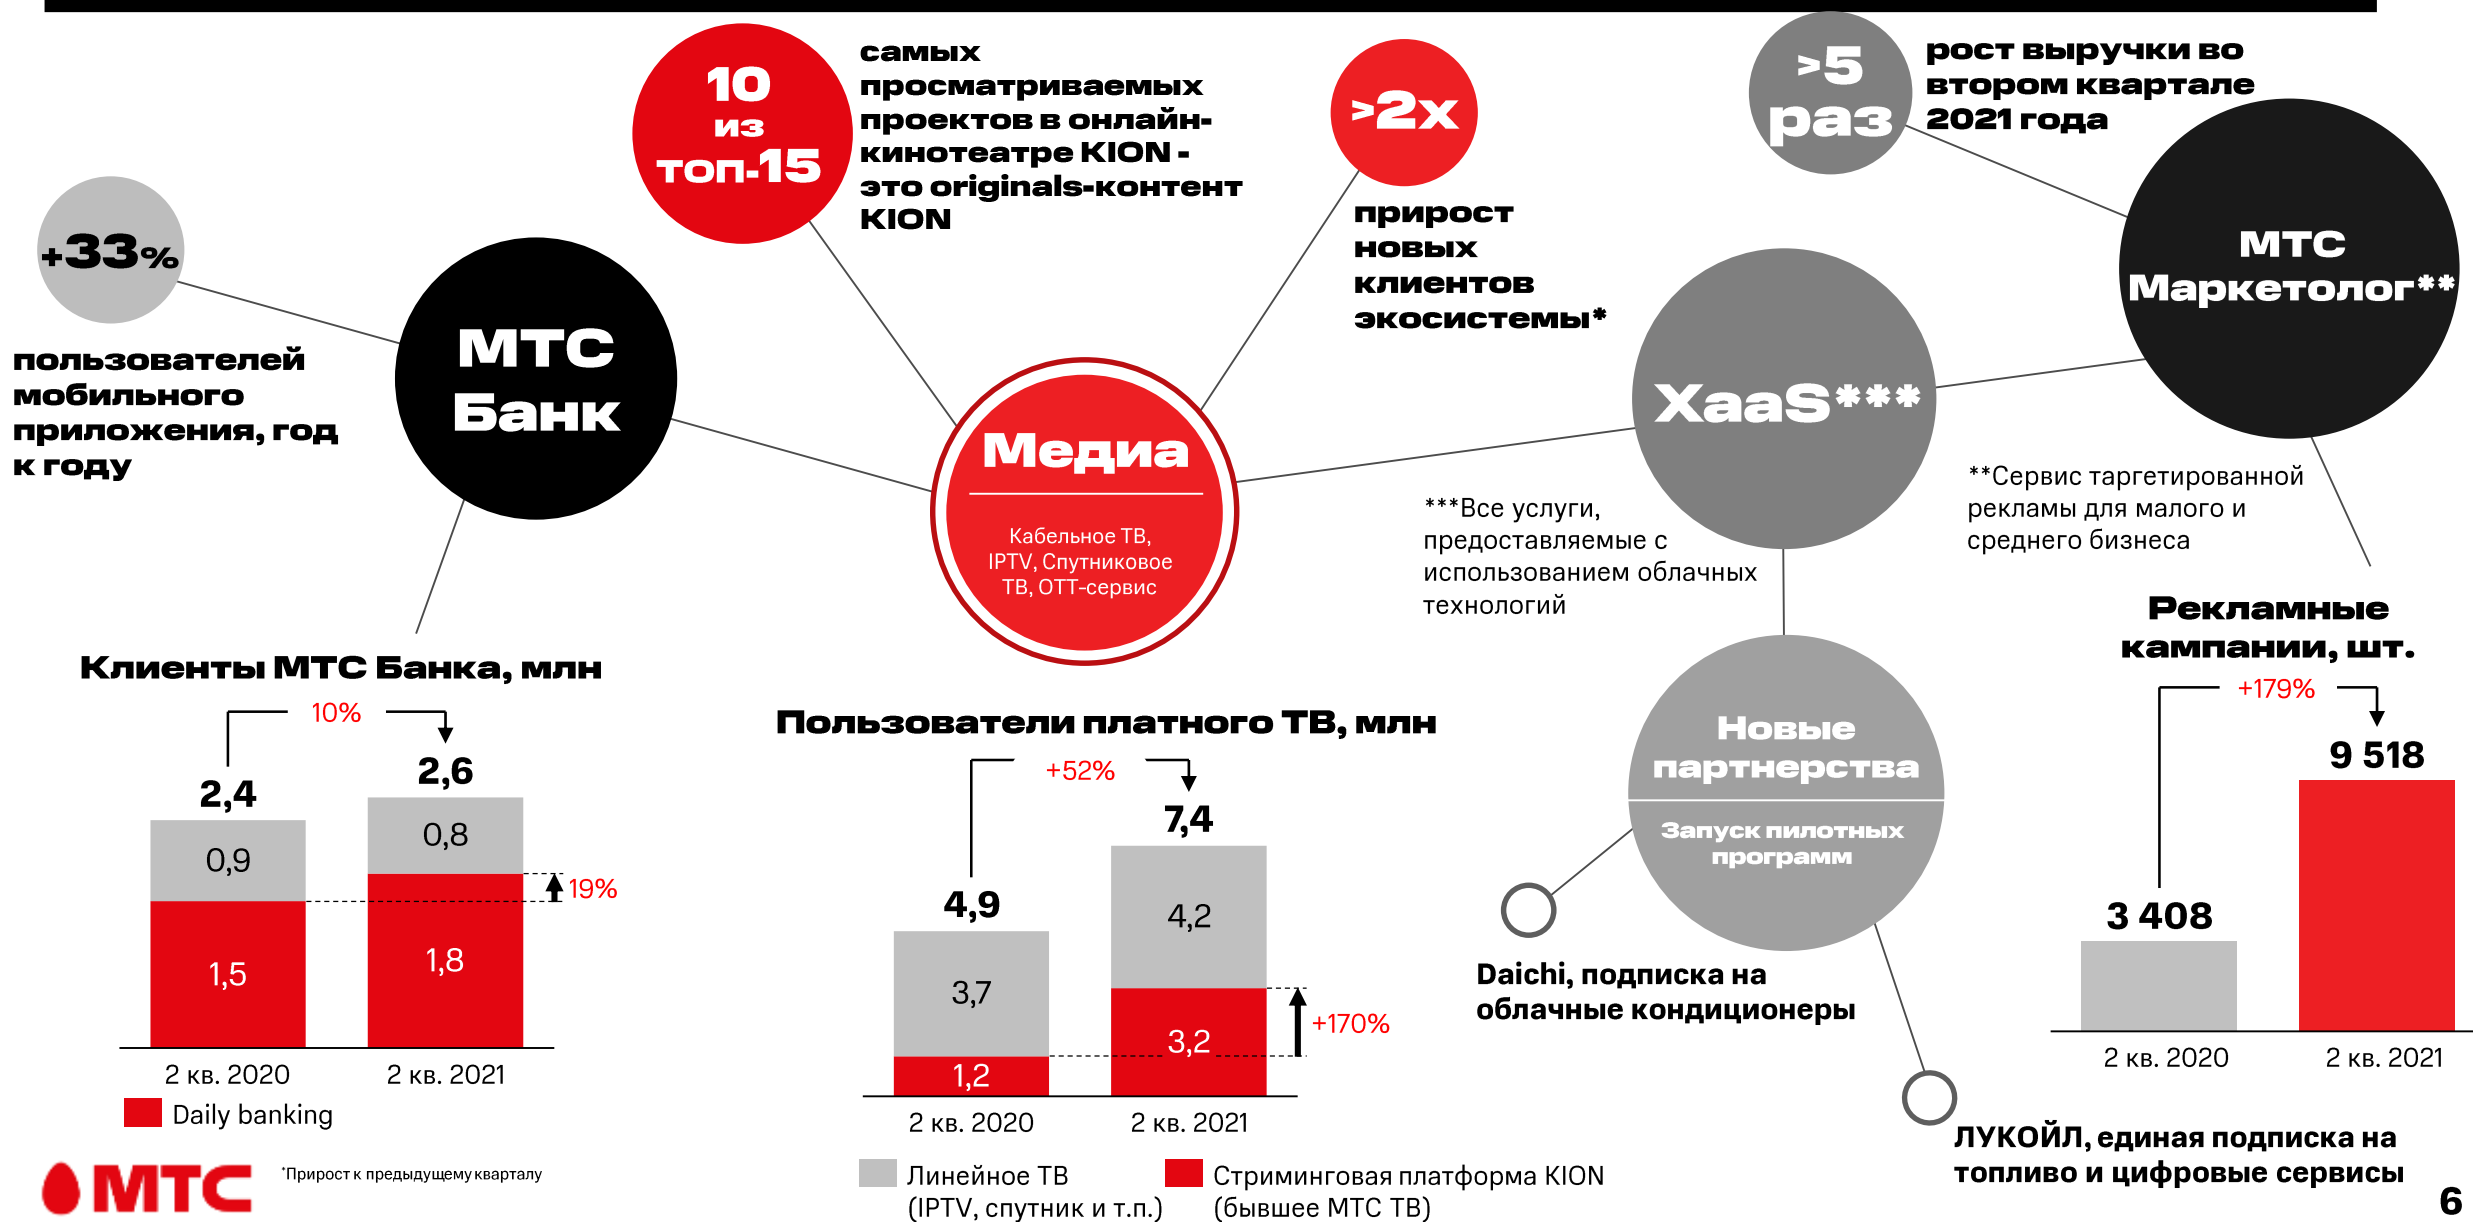 +33%
пользователей
мобильного
приложения, год
к году
МТС
Банк
10
из
топ-15
самых
просматриваемых
проектов в онлайн-
кинотеатре KION -
это originals-контент
KION
>2x
прирост
новых
клиентов
экосистемы*
Медиа
Кабельное ТВ,
IPTV, Спутниковое
ТВ, ОТТ-сервис
>5
раз
рост выручки во
втором квартале
2021 года
МТС
Маркетолог**
XaaS***
***Все услуги,
предоставляемые с
использованием облачных
технологий
**Сервис таргетированной
рекламы для малого и
среднего бизнеса
Новые
партнерства
Запуск пилотных
программ
Daichi, подписка на
облачные кондиционеры
ЛУКОЙЛ, единая подписка на
топливо и цифровые сервисы
Клиенты МТС Банка, млн
10%
2,4
2,6
0,9
0,8
19%
1,5
1,8
2 кв. 2020
2 кв. 2021
Daily banking
Пользователи платного ТВ, млн
+52%
4,9
7,4
3,7
4,2
+170%
1,2
3,2
2 кв. 2020
2 кв. 2021
Линейное ТВ
(IPTV, спутник и т.п.)
Стриминговая платформа KION
(бывшее МТС ТВ)
Рекламные
кампании, шт.
+179%
3 408
9 518
2 кв. 2020
2 кв. 2021
МТС
*Прирост к предыдущему кварталу
6